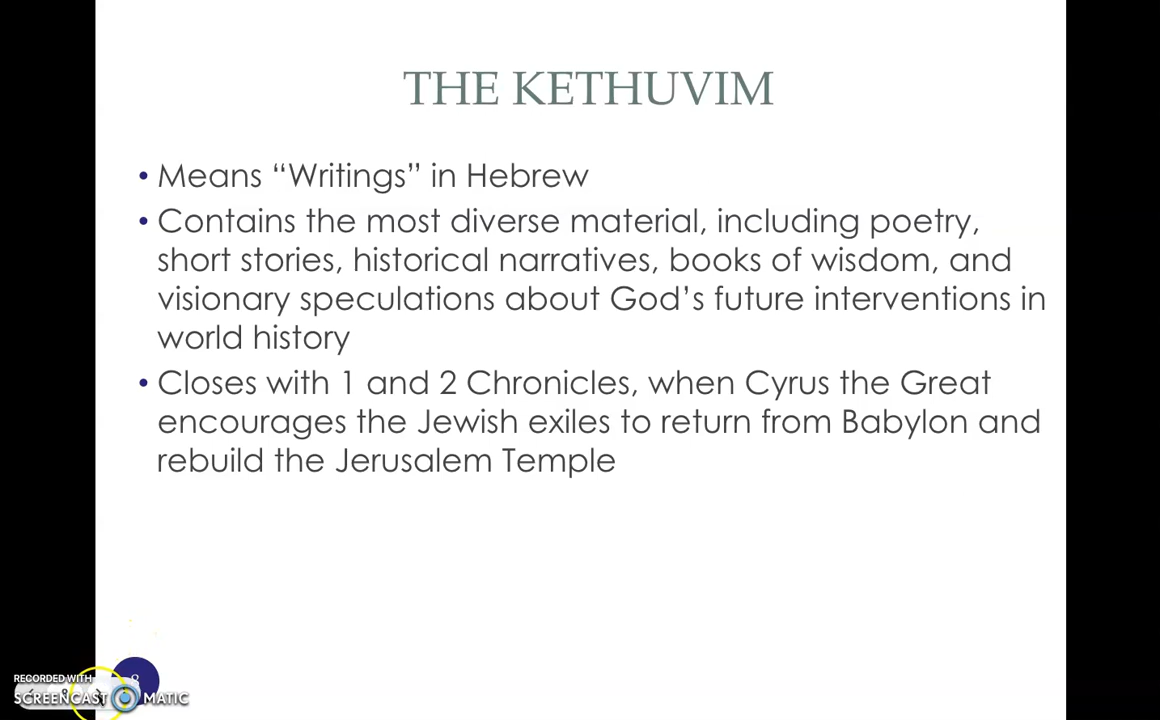 THE KETHUVIM
• Means “Writings” in Hebrew
• Contains the most diverse material, including poetry,
short stories, historical narratives, books of wisdom, and
visionary speculations about God’s future interventions in
world history
• Closes with 1 and 2 Chronicles, when Cyrus the Great
encourages the Jewish exiles to return from Babylon and
rebuild the Jerusalem Temple
8
RECORDED WITH
SCREENCAST MATIC